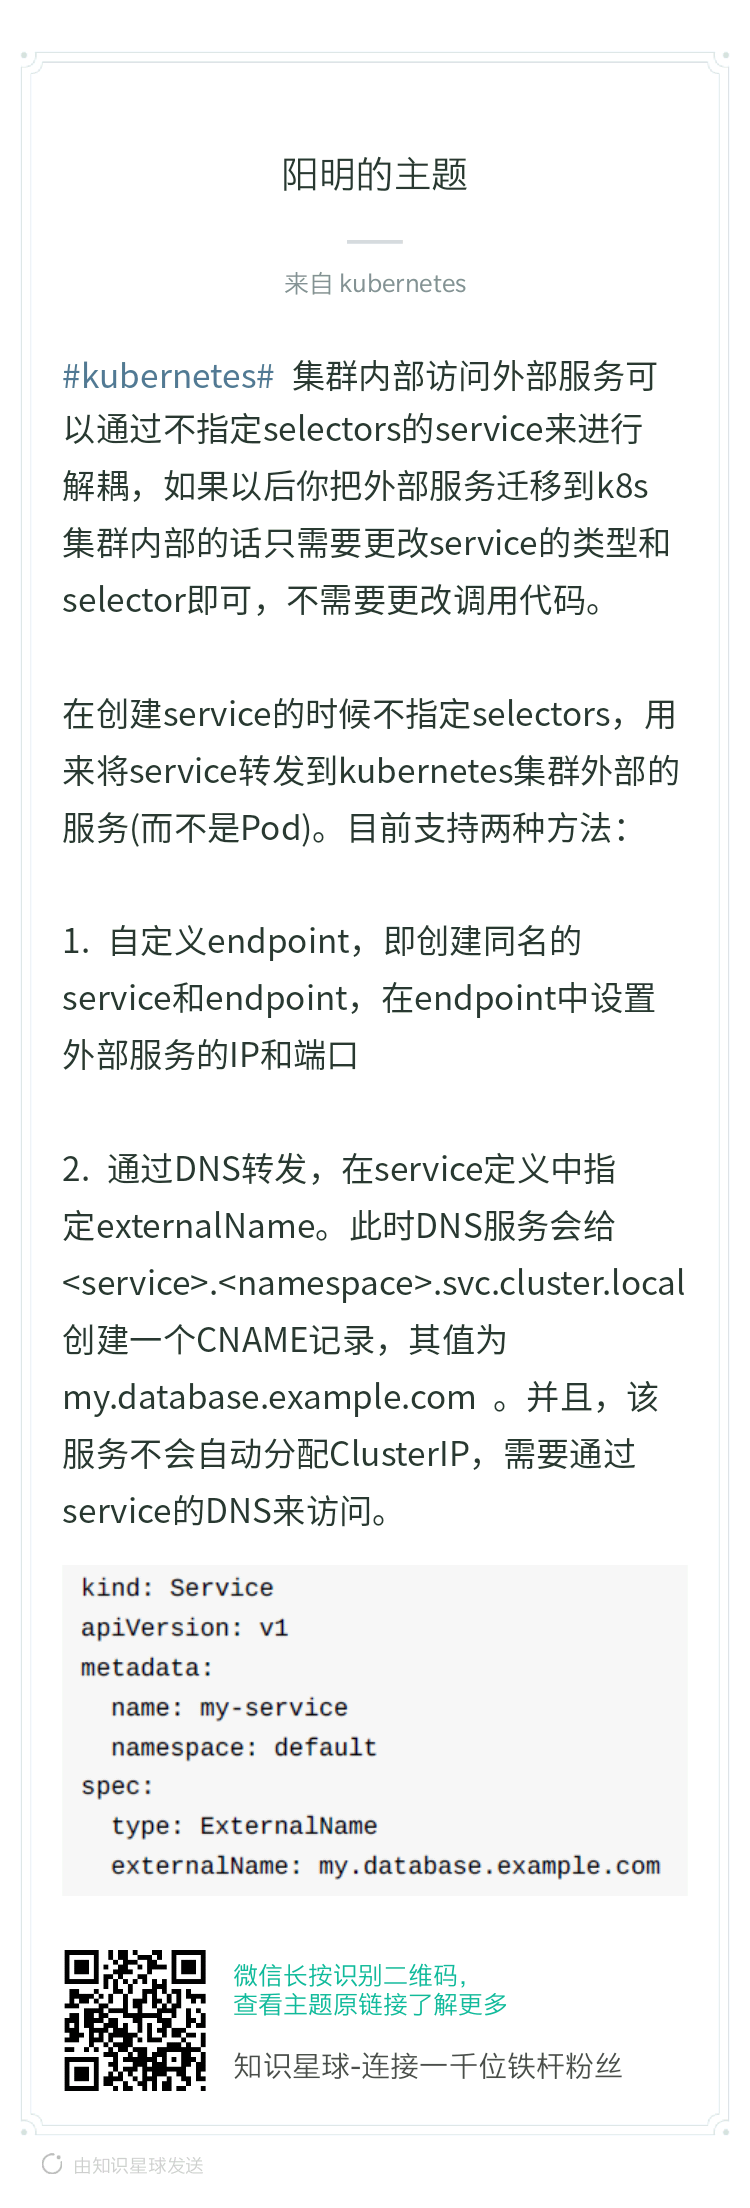 阳明的主题
来自 kubernetes
#kubernetes# 集群内部访问外部服务可
以通过不指定selectors的service来进行
解耦，如果以后你把外部服务迁移到k8s
集群内部的话只需要更改service的类型和
selector即可，不需要更改调用代码。
在创建service的时候不指定selectors，用
来将service转发到kubernetes集群外部的
服务(而不是Pod)。目前支持两种方法：
1. 自定义endpoint，即创建同名的
service和endpoint，在endpoint中设置
外部服务的IP和端口
2. 通过DNS转发，在service定义中指
定externalName。此时DNS服务会给
<service>.<namespace>.svc.cluster.local
创建一个CNAME记录，其值为
my.database.example.com 。并且，该
服务不会自动分配ClusterIP，需要通过
service的DNS来访问。
kind: Service
apiVersion: v1
metadata:
  name: my-service
  namespace: default
spec:
  type: ExternalName
  externalName: my.database.example.com
微信长按识别二维码，
查看主题原链接了解更多
知识星球-连接一千位铁杆粉丝
由知识星球发送